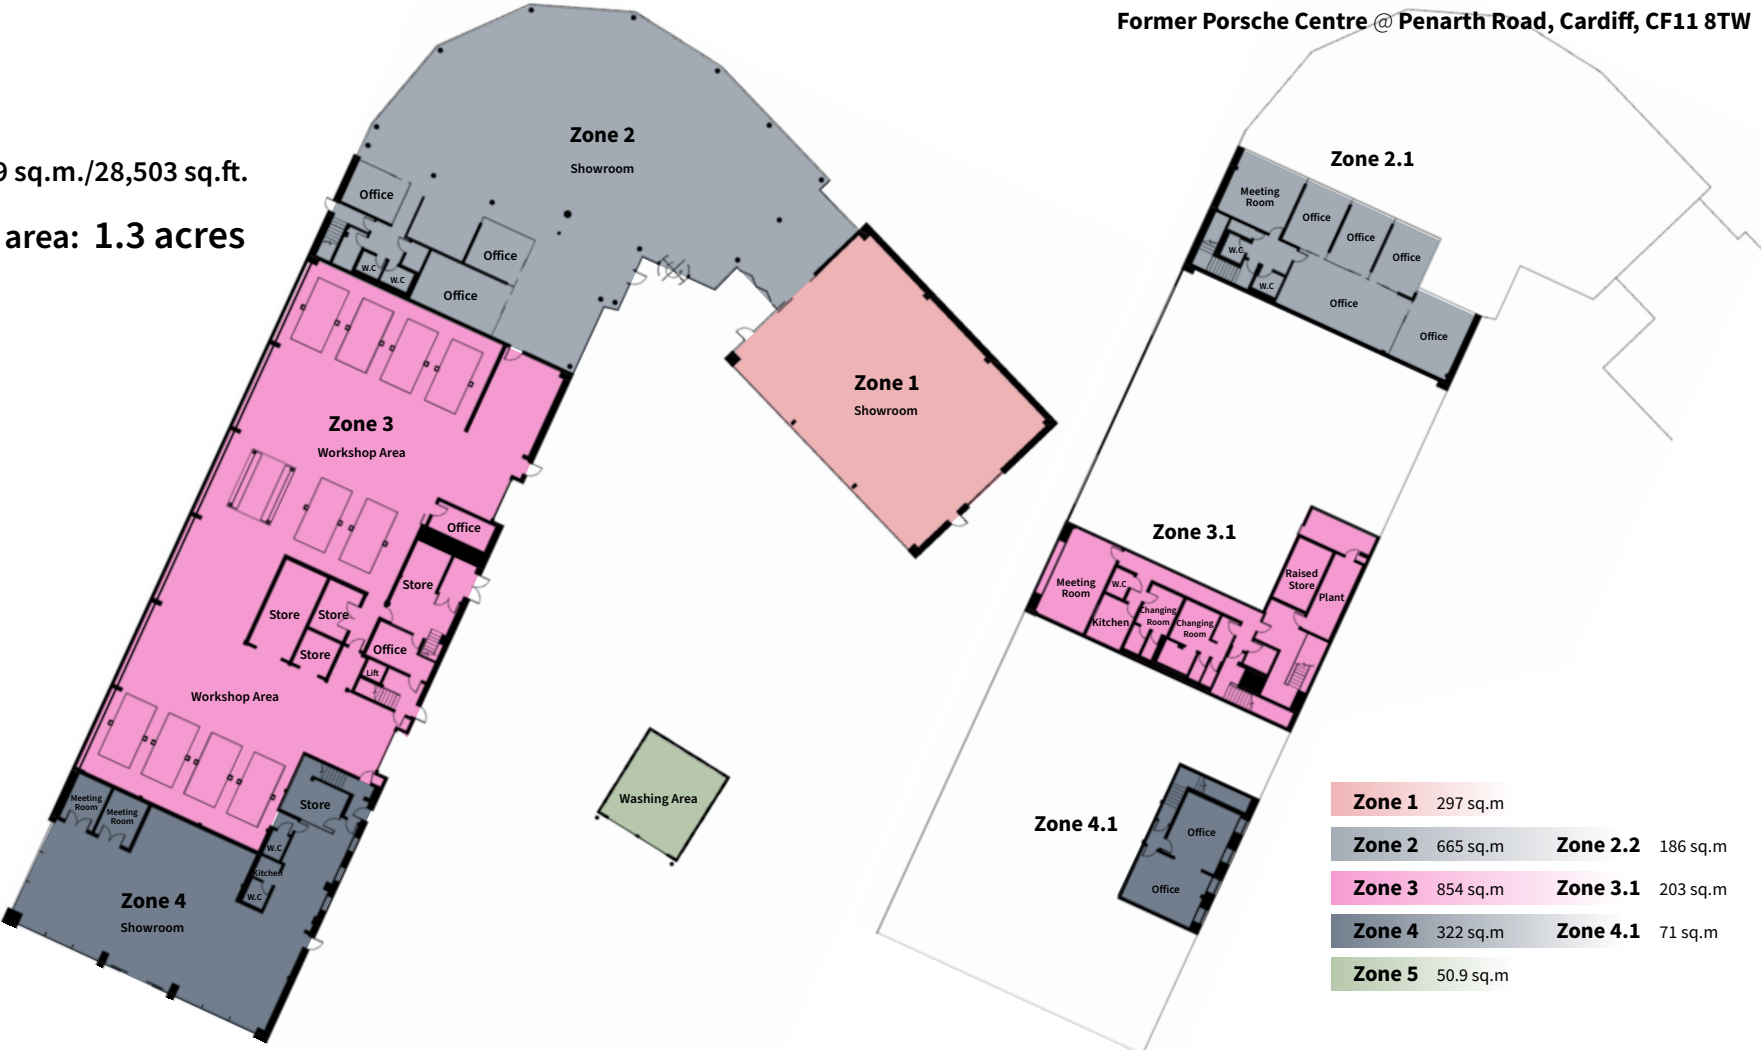 Former Porsche Centre @ Penarth Road, Cardiff, CF11 8TW
9 sq.m./28,503 sq.ft.
area: 1.3 acres
Zone 2
Showroom
Office
Office
Office
W.C
W.C
Zone 1
Showroom
Zone 3
Workshop Area
Office
Store
Store
Store
Store
Office
Lift
Workshop Area
Meeting
Room
Meeting
Room
Store
W.C
Kitchen
W.C
Zone 4
Showroom
Washing Area
Zone 2.1
Meeting
Room
Office
Office
Office
W.C
W.C
Office
Office
Zone 3.1
Meeting
Room
W.C
Kitchen
Changing
Room
Changing
Room
Raised
Store
Plant
Zone 4.1
Office
Office
Zone 1 297 sq.m
Zone 2 665 sq.m Zone 2.2 186 sq.m
Zone 3 854 sq.m Zone 3.1 203 sq.m
Zone 4 322 sq.m Zone 4.1 71 sq.m
Zone 5 50.9 sq.m